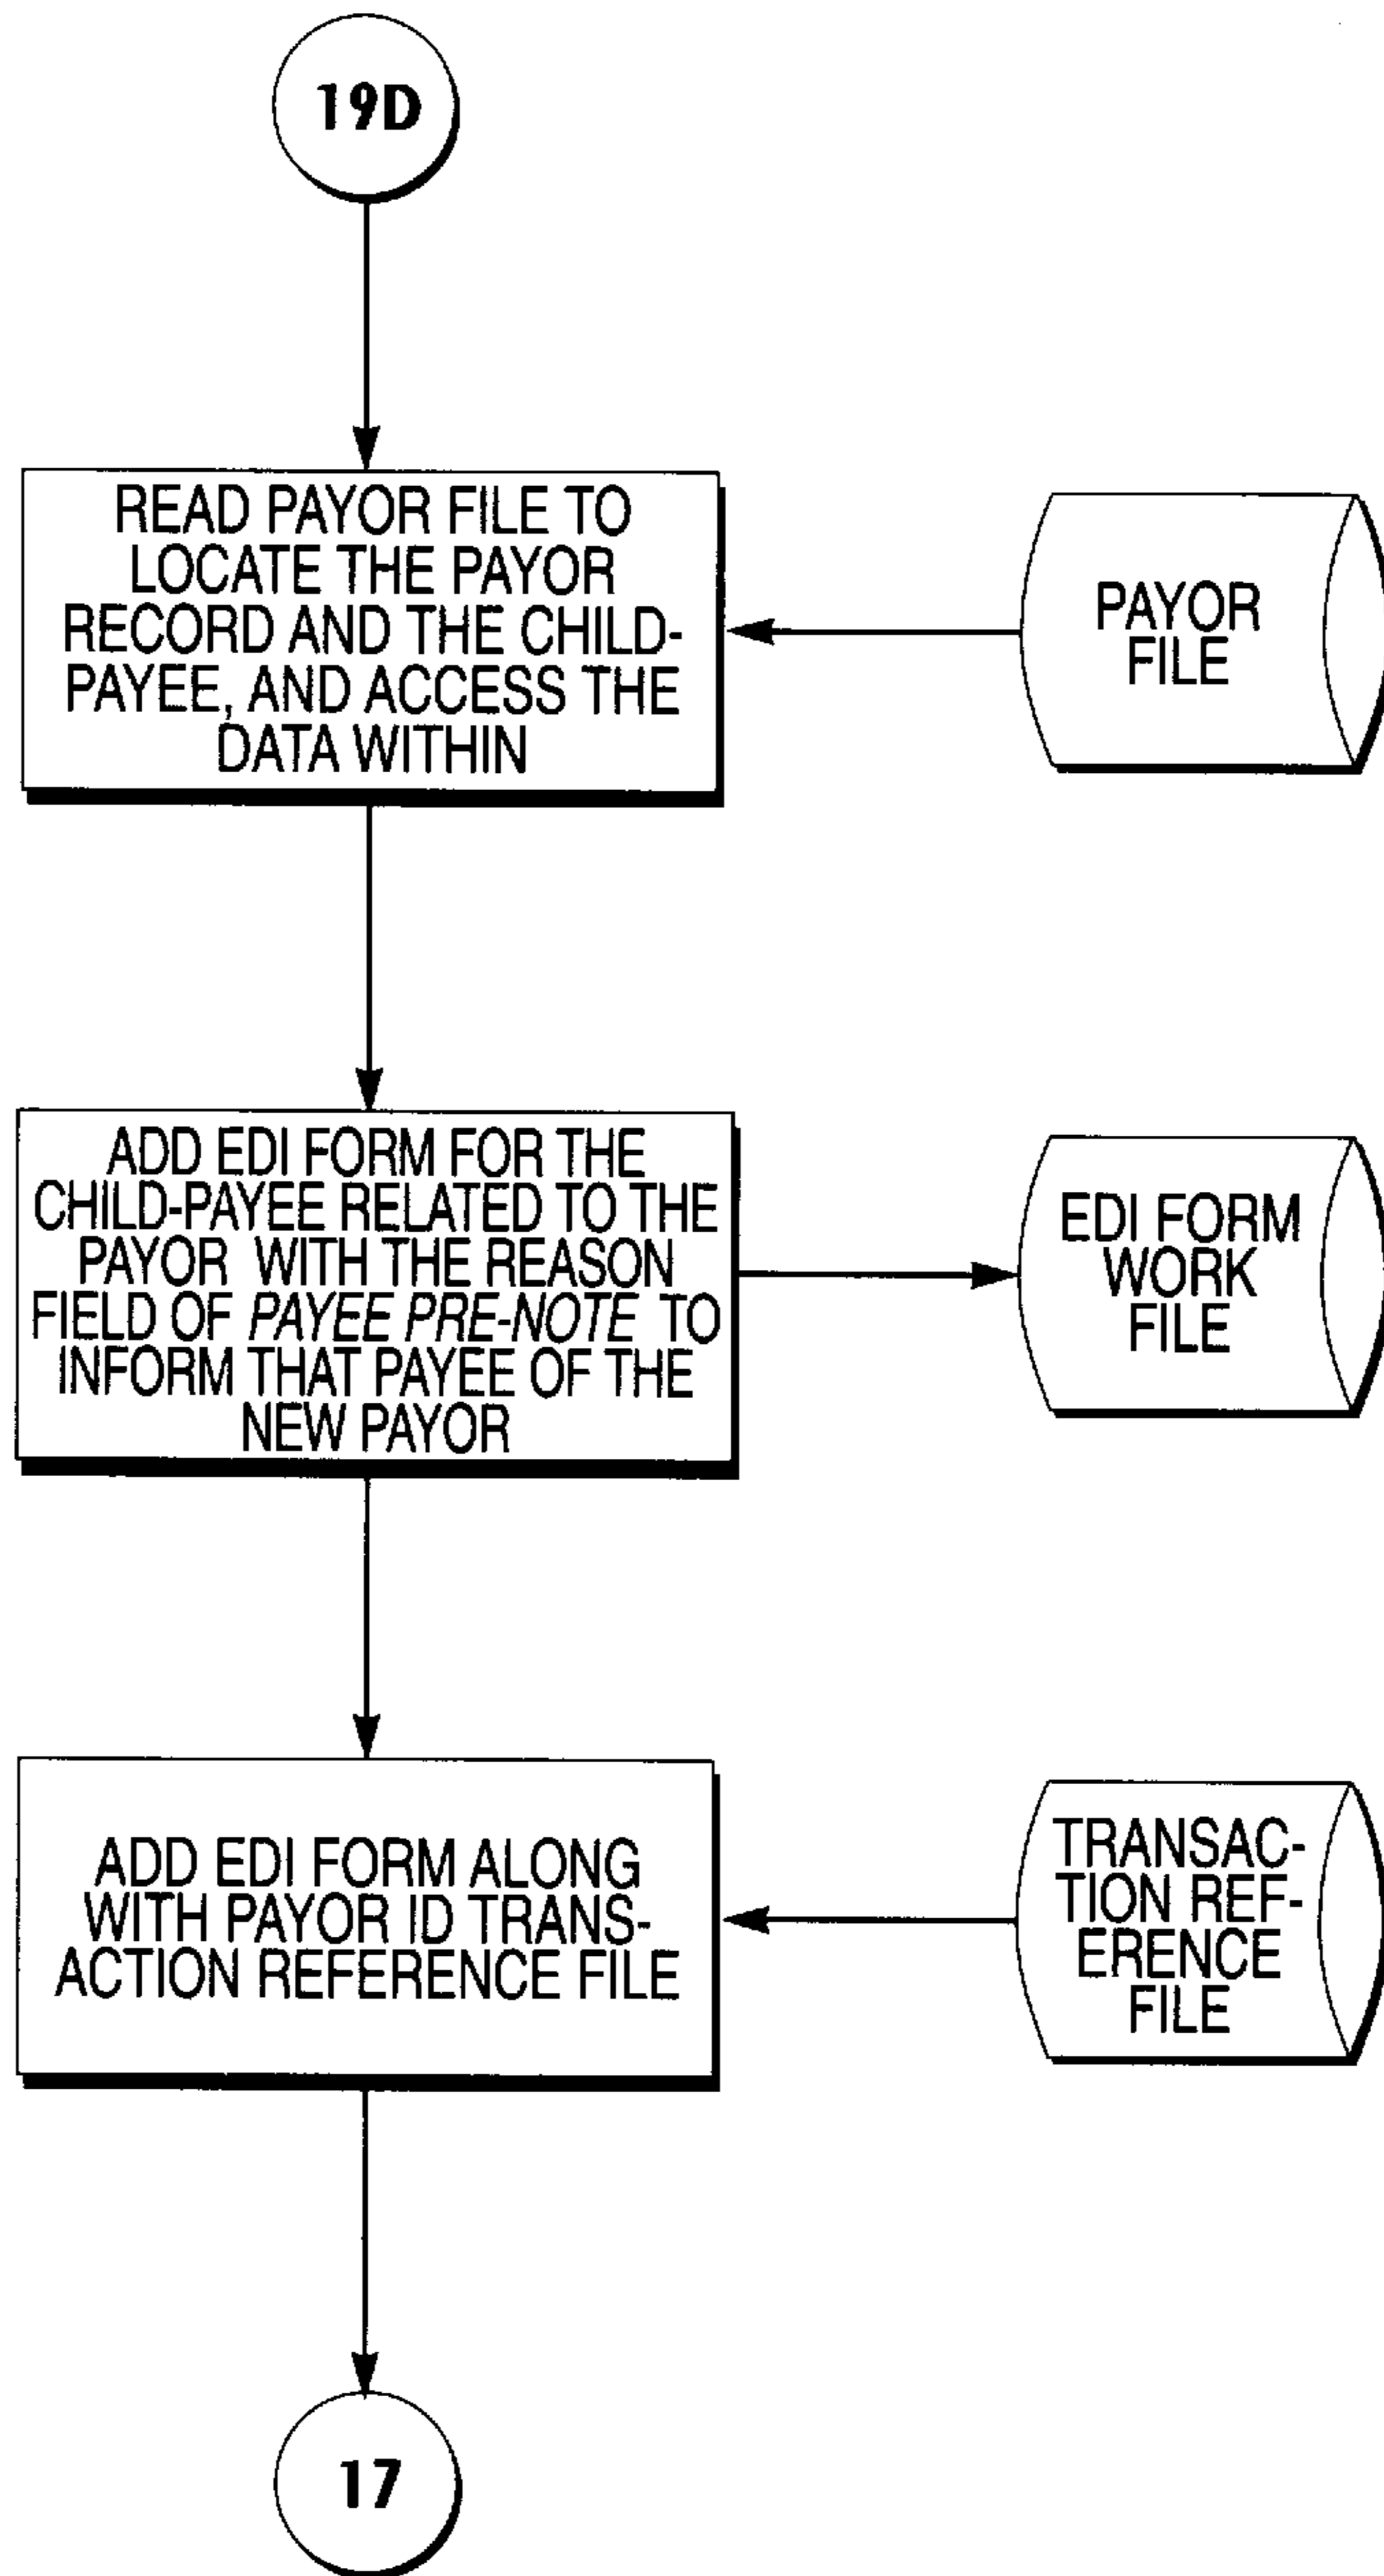 19D
READ PAYOR FILE TO
LOCATE THE PAYOR
RECORD AND THE CHILD-
PAYEE, AND ACCESS THE
DATA WITHIN
PAYOR
FILE
ADD EDI FORM FOR THE
CHILD-PAYEE RELATED TO THE
PAYOR WITH THE REASON
FIELD OF PAYEE PRE-NOTE TO
INFORM THAT PAYEE OF THE
NEW PAYOR
EDI FORM
WORK
FILE
ADD EDI FORM ALONG
WITH PAYOR ID TRANS-
ACTION REFERENCE FILE
TRANSAC-
TION REF-
ERENCE
FILE
17